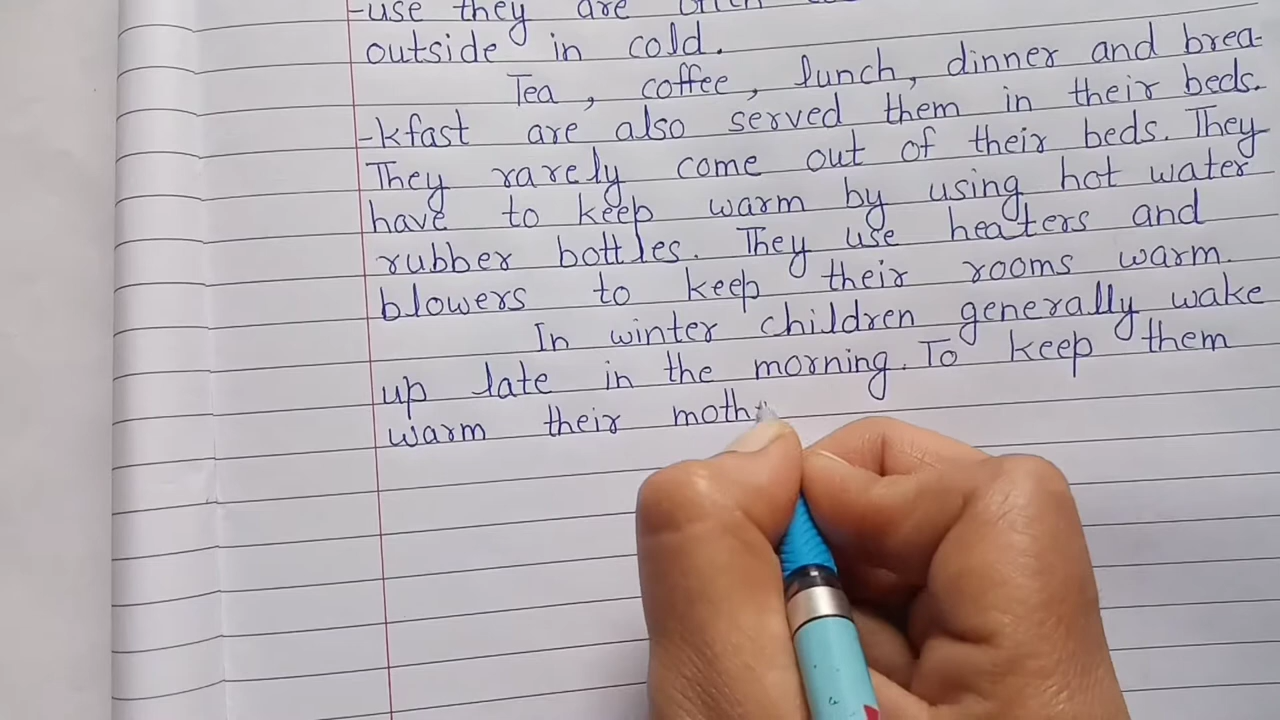 -use they are
outside in cold.
Tea, coffee, lunch, dinner and brea-
-kfast are also served them in their beds.
They rarely come out of their beds. They
have to keep warm by using hot water
rubber bottles. They use heaters and
blowers to keep their rooms warm.
In winter children generally wake
up late in the morning. To keep them
warm their moth